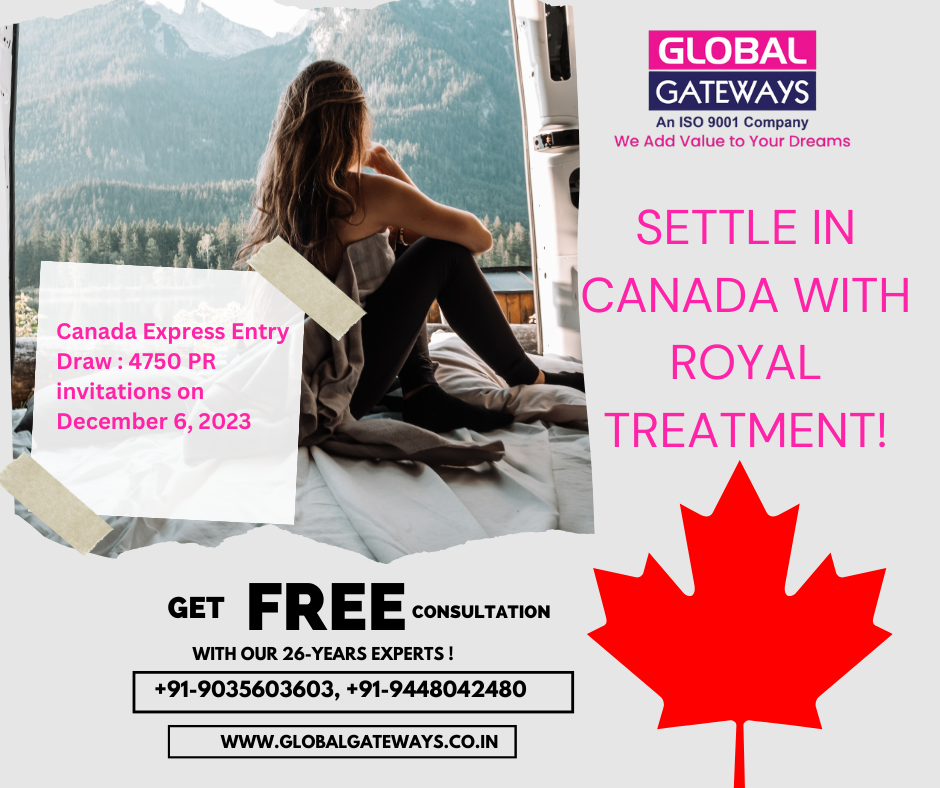 GLOBAL
GATEWAYS
An ISO 9001 Company
We Add Value to Your Dreams
SETTLE IN
CANADA WITH
ROYAL
TREATMENT!
Canada Express Entry
Draw : 4750 PR
invitations on
December 6, 2023
GET FREE CONSULTATION
WITH OUR 26-YEARS EXPERTS !
+91-9035603603, +91-9448042480
WWW.GLOBALGATEWAYS.CO.IN